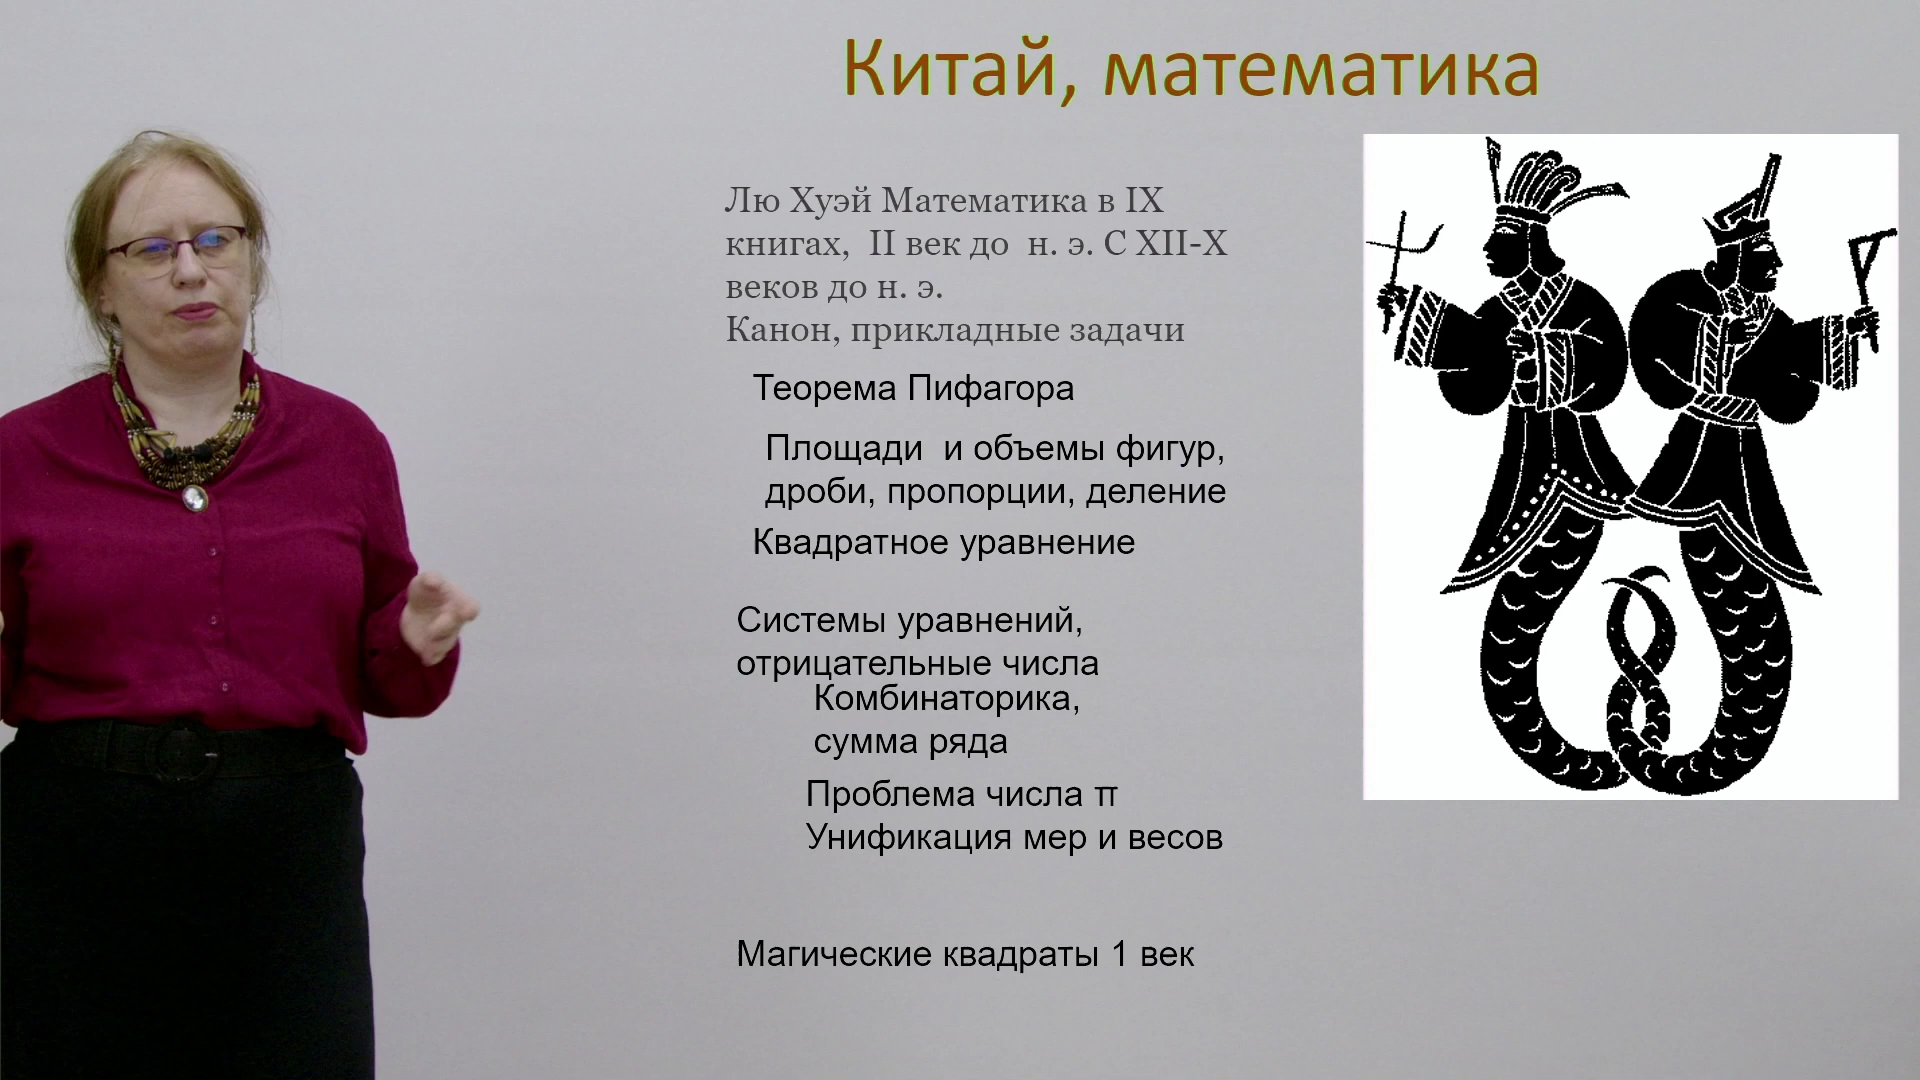 Китай, математика
Лю Хуэй Математика в IX
книгах, II век до н. э. С XII-X
веков до н. э.
Канон, прикладные задачи
Теорема Пифагора
Площади и объемы фигур,
дроби, пропорции, деление
Квадратное уравнение
Системы уравнений,
отрицательные числа
Комбинаторика,
сумма ряда
Проблема числа π
Унификация мер и весов
Магические квадраты 1 век